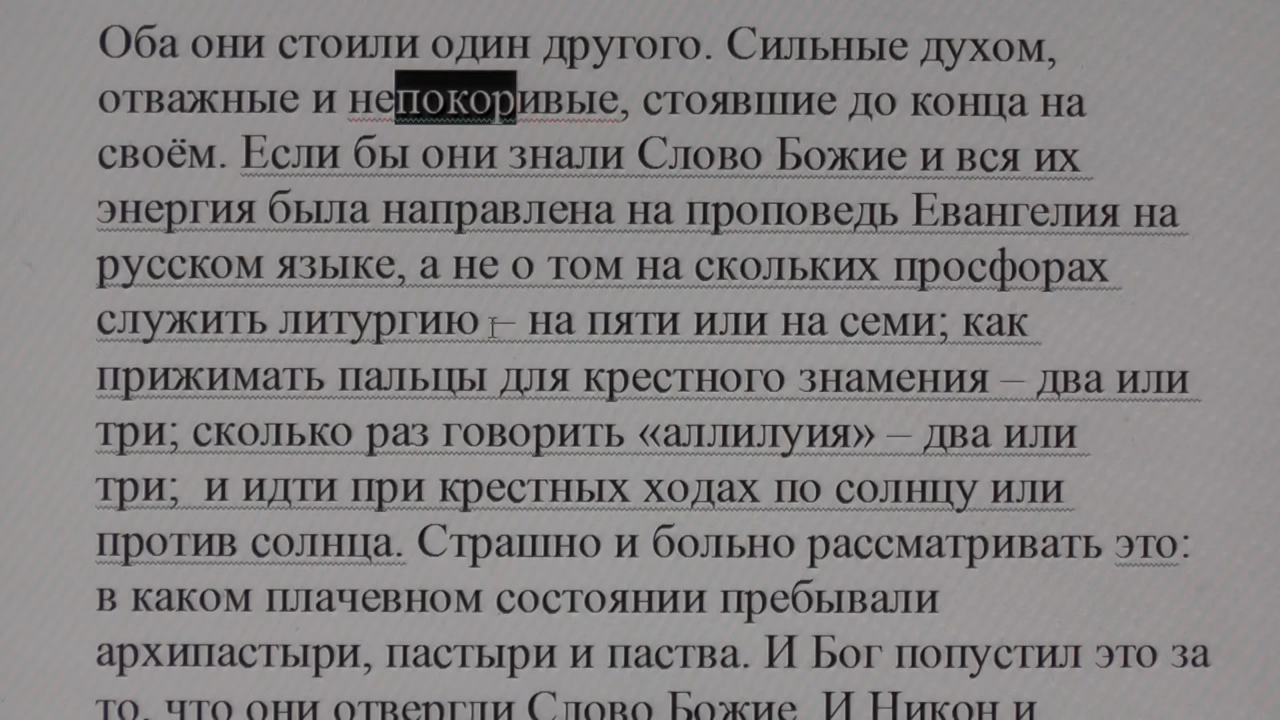 Оба они стоили один другого. Сильные духом,
отважные и непокоривые, стоявшие до конца на
своём. Если бы они знали Слово Божие и вся их
энергия была направлена на проповедь Евангелия на
русском языке, а не о том на скольких просфорах
служить литургию – на пяти или на семи; как
прижимать пальцы для крестного знамения – два или
три; сколько раз говорить «аллилуия» – два или
три;  и идти при крестных ходах по солнцу или
против солнца. Страшно и больно рассматривать это:
в каком плачевном состоянии пребывали
архипастыри, пастыри и паства. И Бог попустил это за
то, что они отвергли Слово Божие. И Никон и